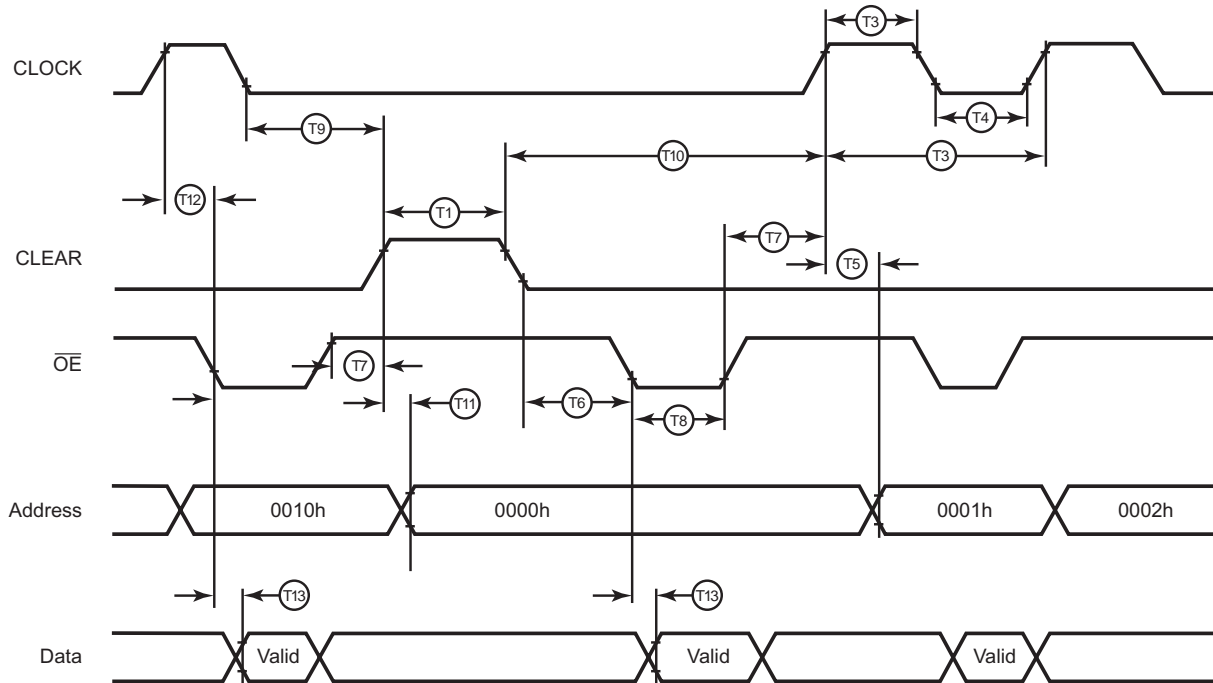 T3
CLOCK
T4
T9
T10
T3
T12
T1
T7
CLEAR
T5
OE
T7
T11
T6
T8
Address
0010h
0000h
0001h
0002h
T13
T13
Data
Valid
Valid
Valid